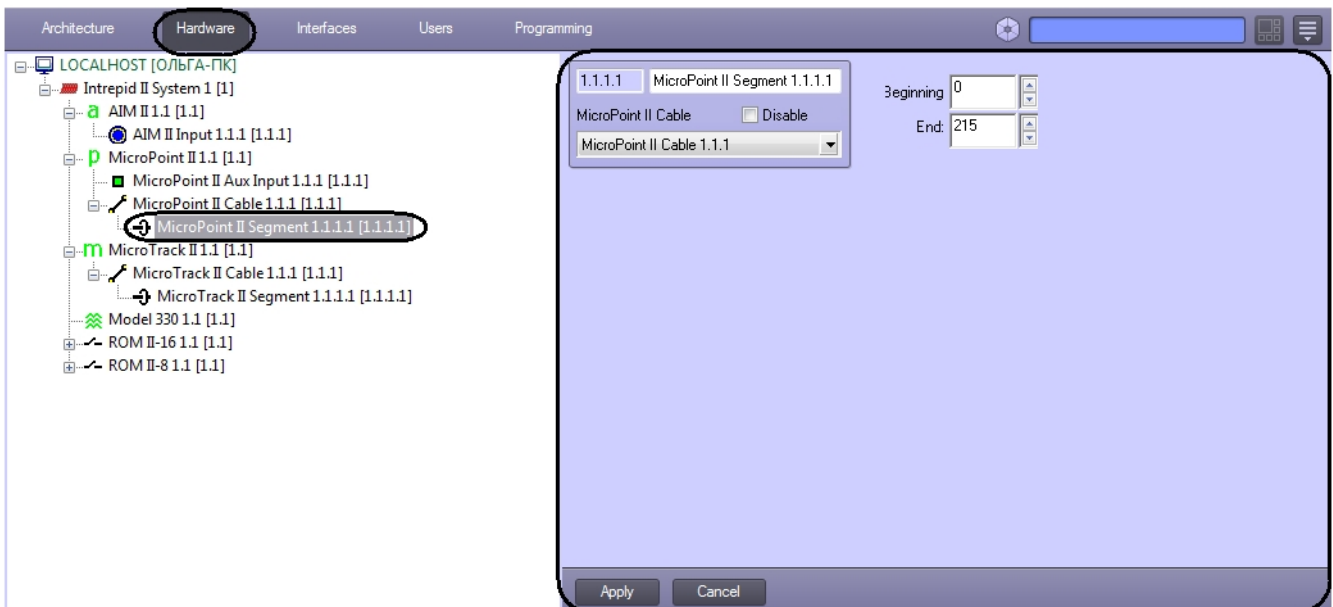 Architecture Hardware Interfaces Users Programming
LOCALHOST [ОЛЬГА-ПК]
Intrepid II System 1 [1]
a AIM II 1.1 [1.1]
AIM II Input 1.1.1 [1.1.1]
p MicroPoint II 1.1 [1.1]
MicroPoint II Aux Input 1.1.1 [1.1.1]
MicroPoint II Cable 1.1.1 [1.1.1]
MicroPoint II Segment 1.1.1.1 [1.1.1.1]
m MicroTrack II 1.1 [1.1]
MicroTrack II Cable 1.1.1 [1.1.1]
MicroTrack II Segment 1.1.1.1 [1.1.1.1]
Model 330 1.1 [1.1]
ROM II-16 1.1 [1.1]
ROM II-8 1.1 [1.1]
1.1.1.1 MicroPoint II Segment 1.1.1.1
MicroPoint II Cable Disable
MicroPoint II Cable 1.1.1
Beginning 0
End: 215
Apply Cancel